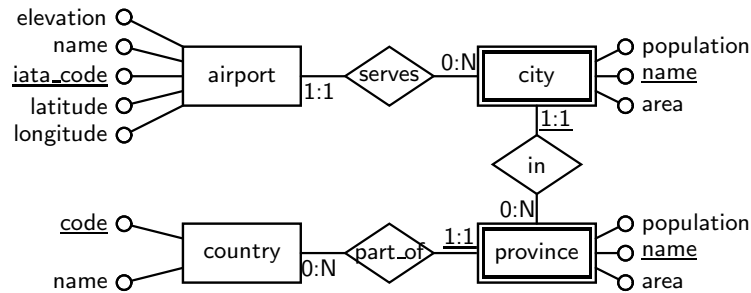 elevation
name
iata_code
latitude
longitude
airport
1:1
serves
0:N
city
population
name
area
1:1
in
0:N
code
name
country
0:N
part_of
1:1
province
population
name
area